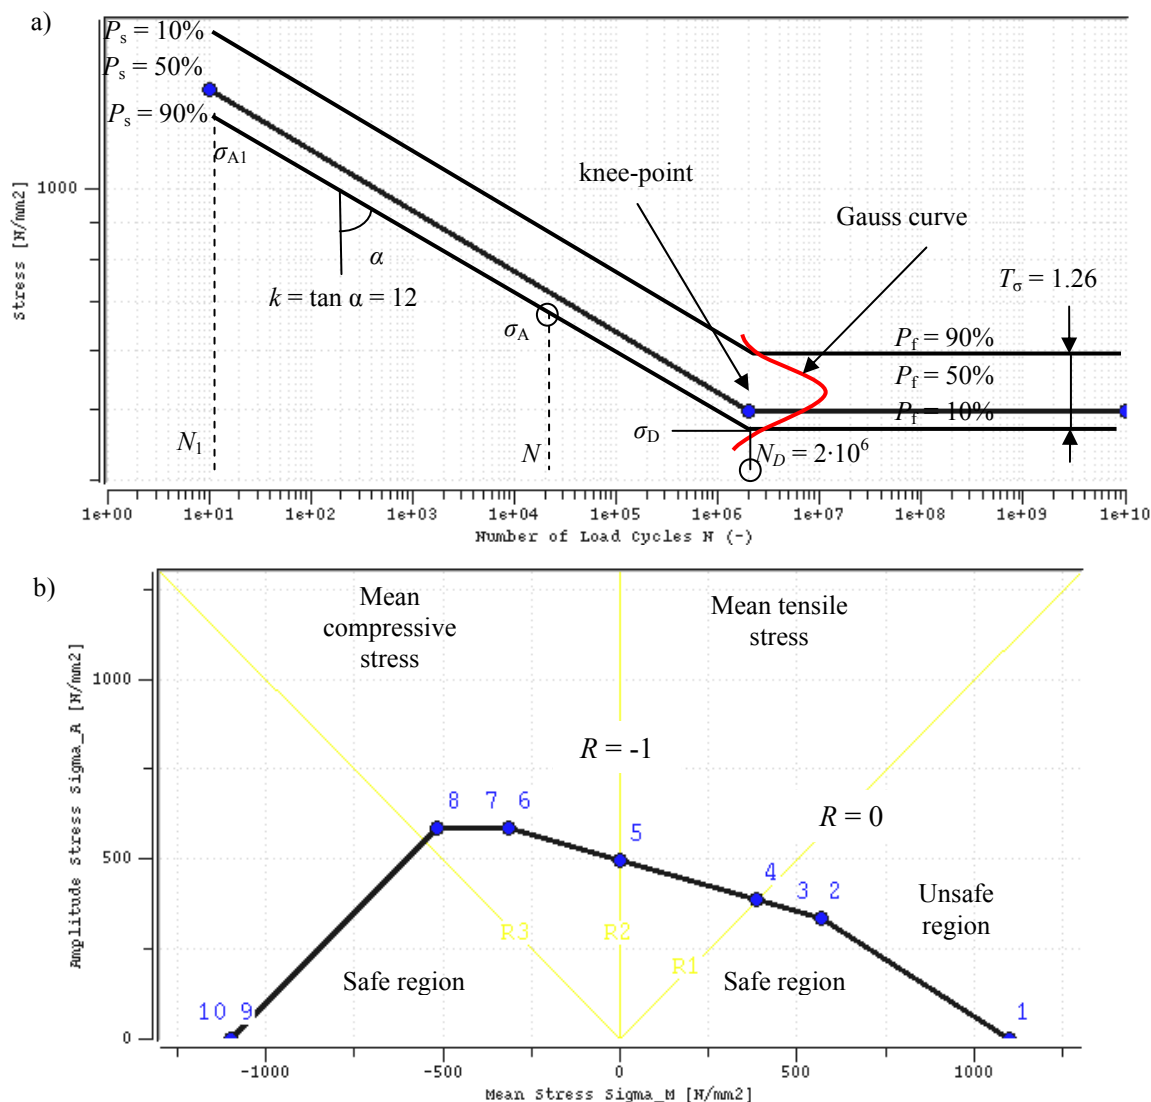 a)
Ps = 10%
Ps = 50%
Ps = 90%
σA1
1000
Stress [N/mm2]
knee-point
Gauss curve
α
k = tan α = 12
σA
Tσ = 1.26
Pf = 90%
Pf = 50%
Pf = 10%
σD
N1
N
ND = 2·10^6
1e+00 1e+01 1e+02 1e+03 1e+04 1e+05 1e+06 1e+07 1e+08 1e+09 1e+10
Number of Load Cycles N (-)
b)
Mean
compressive
stress
Mean tensile
stress
Amplitude Stress Sigma_A [N/mm2]
1000
R = -1
8 7 6
R = 0
5
500
4
3 2
Unsafe
region
R3
R2
R1
Safe region
Safe region
10 9
1
0
-1000 -500 0 500 1000
Mean Stress Sigma_M [N/mm2]